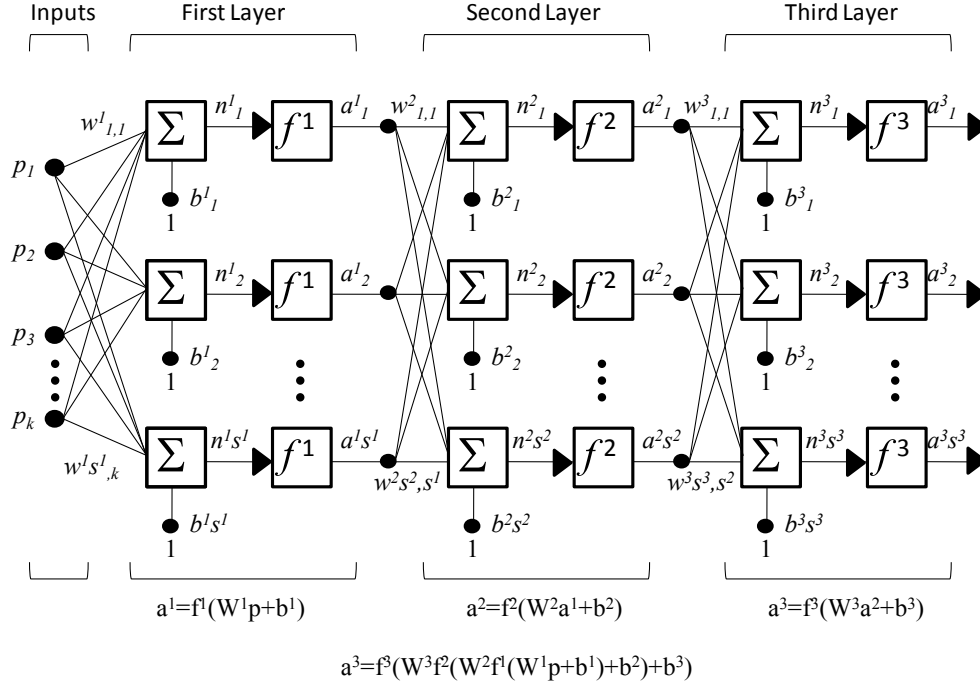 Inputs First Layer Second Layer Third Layer
w¹₁,₁ Σ n¹₁ f¹ a¹₁ w²₁,₁ Σ n²₁ f² a²₁ w³₁,₁ Σ n³₁ f³ a³₁
p₁
b¹₁ b²₁ b³₁
1 1 1
p₂
Σ n¹₂ f¹ a¹₂ Σ n²₂ f² a²₂ Σ n³₂ f³ a³₂
p₃
b¹₂ b²₂ b³₂
1 1 1
pₖ
w¹s¹,ₖ Σ n¹s¹ f¹ a¹s¹ w²s²,s¹ Σ n²s² f² a²s² w³s³,s² Σ n³s³ f³ a³s³
b¹s¹ b²s² b³s³
1 1 1
a¹=f¹(W¹p+b¹) a²=f²(W²a¹+b²) a³=f³(W³a²+b³)
a³=f³(W³f²(W²f¹(W¹p+b¹)+b²)+b³)